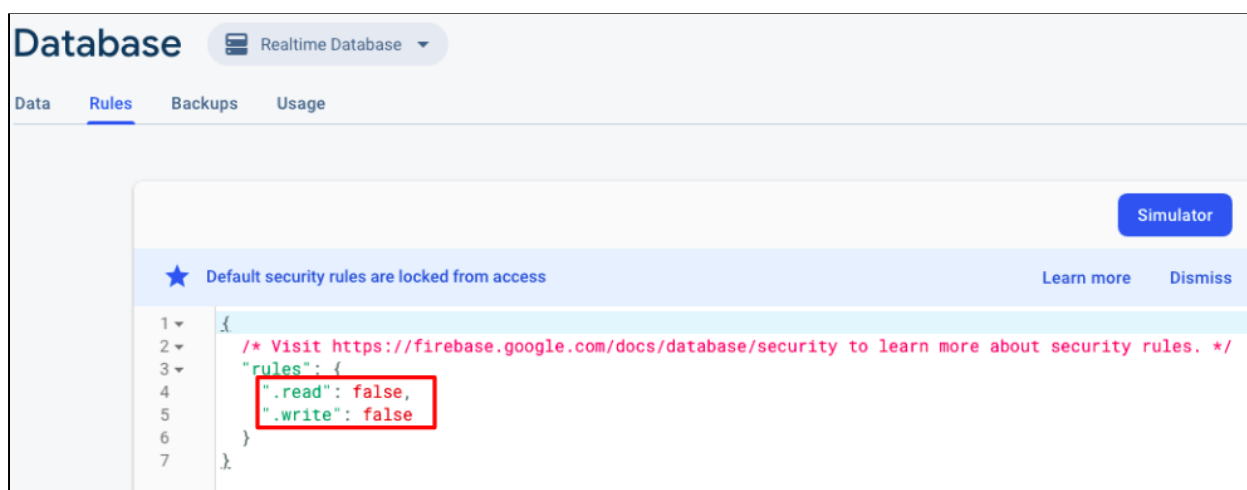 Database Realtime Database
Data Rules Backups Usage
Simulator
Default security rules are locked from access Learn more Dismiss
1 {
2 /* Visit https://firebase.google.com/docs/database/security to learn more about security rules. */
3 "rules": {
4 ".read": false,
5 ".write": false
6 }
7 }